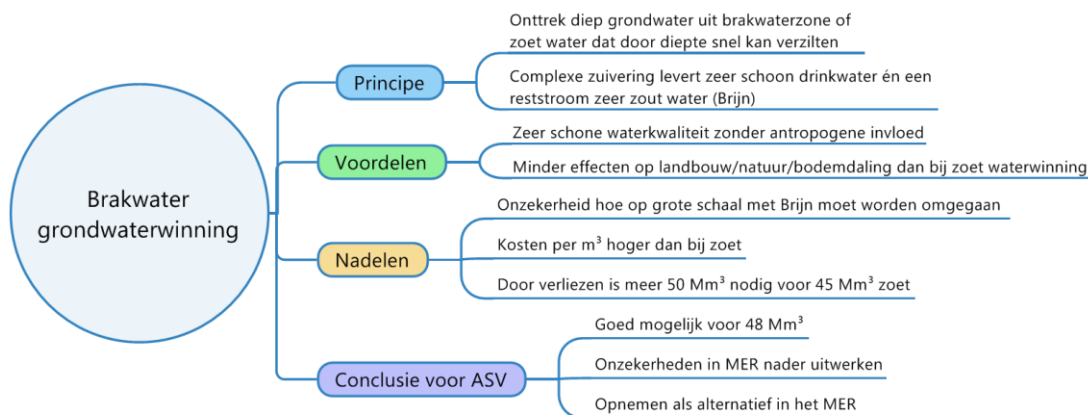 Brakwater
grondwaterwinning
Principe
Onttrek diep grondwater uit brakwaterzone of
zoet water dat door diepte snel kan verzilten
Complexe zuivering levert zeer schoon drinkwater én een
reststroom zeer zout water (Brijn)
Voordelen
Zeer schone waterkwaliteit zonder antropogene invloed
Minder effecten op landbouw/natuur/bodemdaling dan bij zoet waterwinning
Nadelen
Onzekerheid hoe op grote schaal met Brijn moet worden omgegaan
Kosten per m³ hoger dan bij zoet
Door verliezen is meer 50 Mm³ nodig voor 45 Mm³ zoet
Conclusie voor ASV
Goed mogelijk voor 48 Mm³
Onzekerheden in MER nader uitwerken
Opnemen als alternatief in het MER